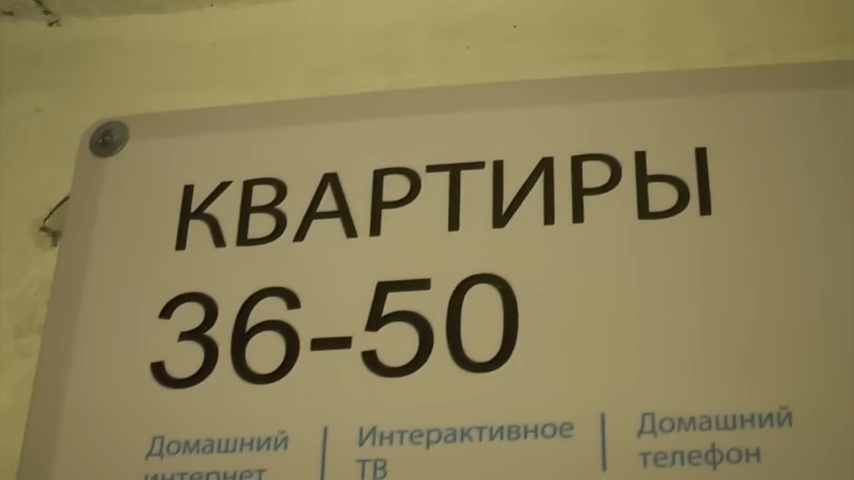 КВАРТИРЫ
36-50
Домашний интернет
Интерактивное ТВ
Домашний телефон